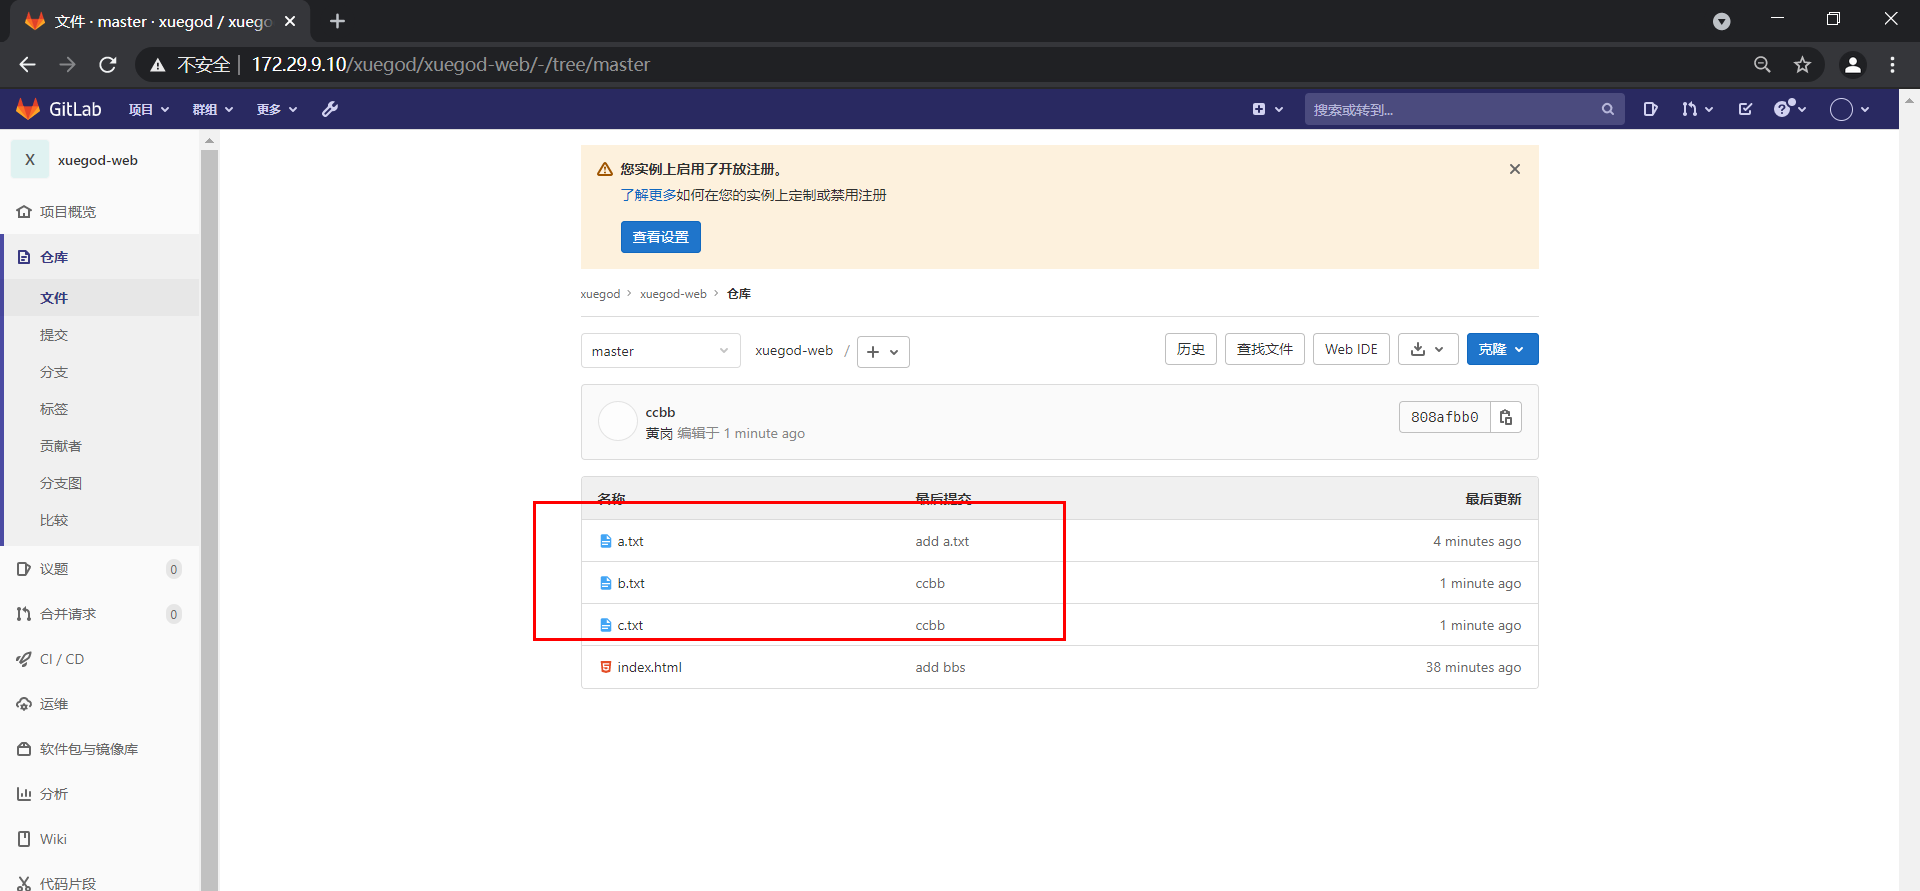 文件 · master · xuegod / xuego
不安全 172.29.9.10/xuegod/xuegod-web/-/tree/master
GitLab 项目 群组 更多 搜索或转到...
X xuegod-web
项目概览
仓库
文件
提交
分支
标签
贡献者
分支图
比较
议题 0
合并请求 0
CI / CD
运维
软件包与镜像库
分析
Wiki
代码片段
您实例上启用了开放注册。
了解更多如何在您的实例上定制或禁用注册
查看设置
xuegod › xuegod-web › 仓库
master xuegod-web / 历史 查找文件 Web IDE 克隆
ccbb
黄岗 编辑于 1 minute ago
808afbb0
名称 最后提交 最后更新
a.txt add a.txt 4 minutes ago
b.txt ccbb 1 minute ago
c.txt ccbb 1 minute ago
index.html add bbs 38 minutes ago